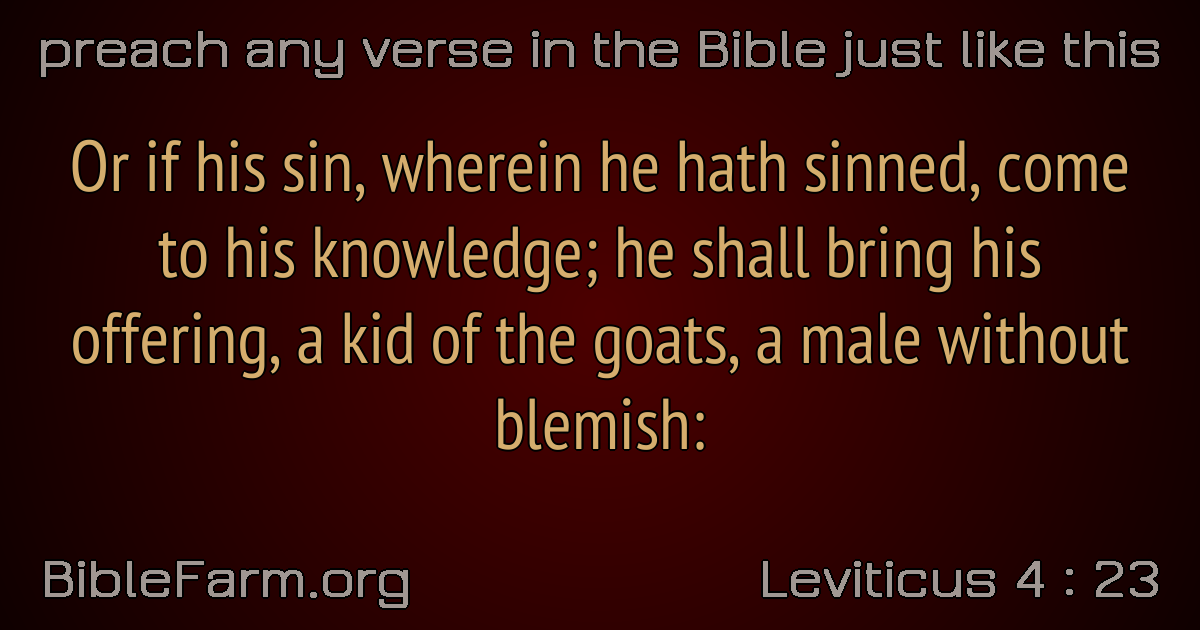 preach any verse in the Bible just like this
Or if his sin, wherein he hath sinned, come
to his knowledge; he shall bring his
offering, a kid of the goats, a male without
blemish:
BibleFarm.org
Leviticus 4 : 23